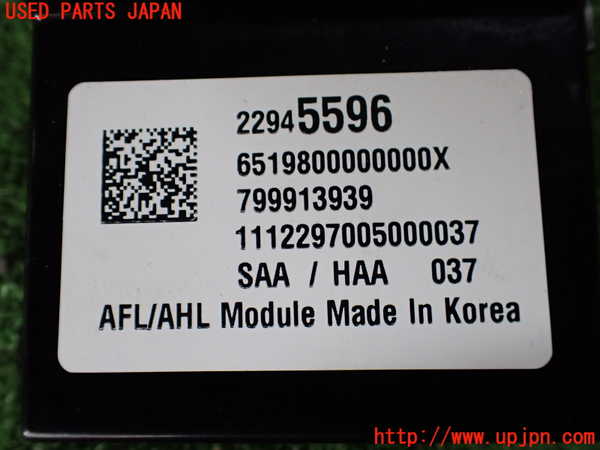 USED PARTS JAPAN
22945596
6519800000000X
799913939
1112297005000037
SAA / HAA 037
AFL/AHL Module Made In Korea
http://www.upjpn.com/